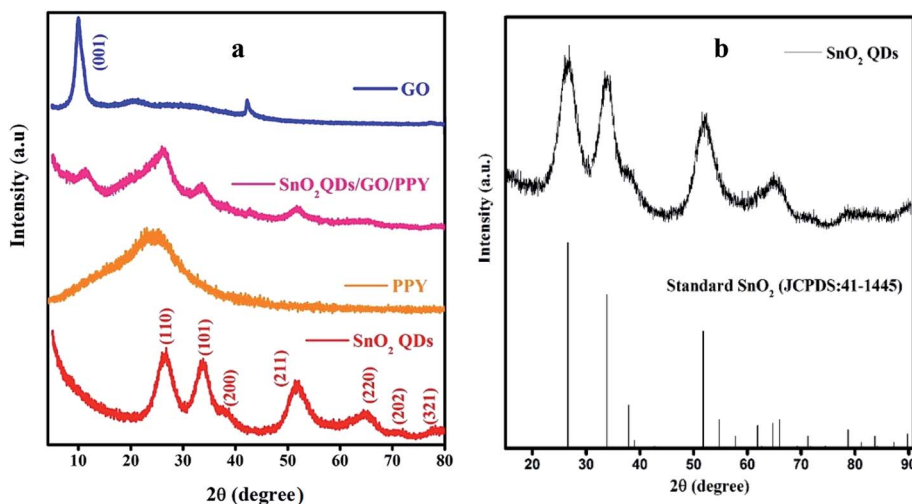 a
(001)
GO
SnO₂QDs/GO/PPY
PPY
SnO₂ QDs
(110)
(101)
(200)
(211)
(220)
(202)
(321)
Intensity (a.u)
10 20 30 40 50 60 70 80
2θ (degree)
b
SnO₂ QDs
Standard SnO₂ (JCPDS:41-1445)
Intensity (a.u.)
20 30 40 50 60 70 80 90
2θ (degree)